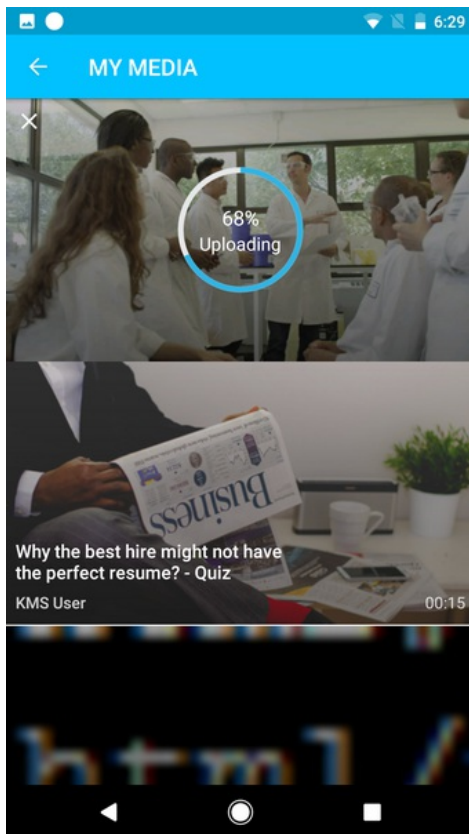 6:29
MY MEDIA
68%
Uploading
Business
Why the best hire might not have
the perfect resume? - Quiz
KMS User
00:15
html/